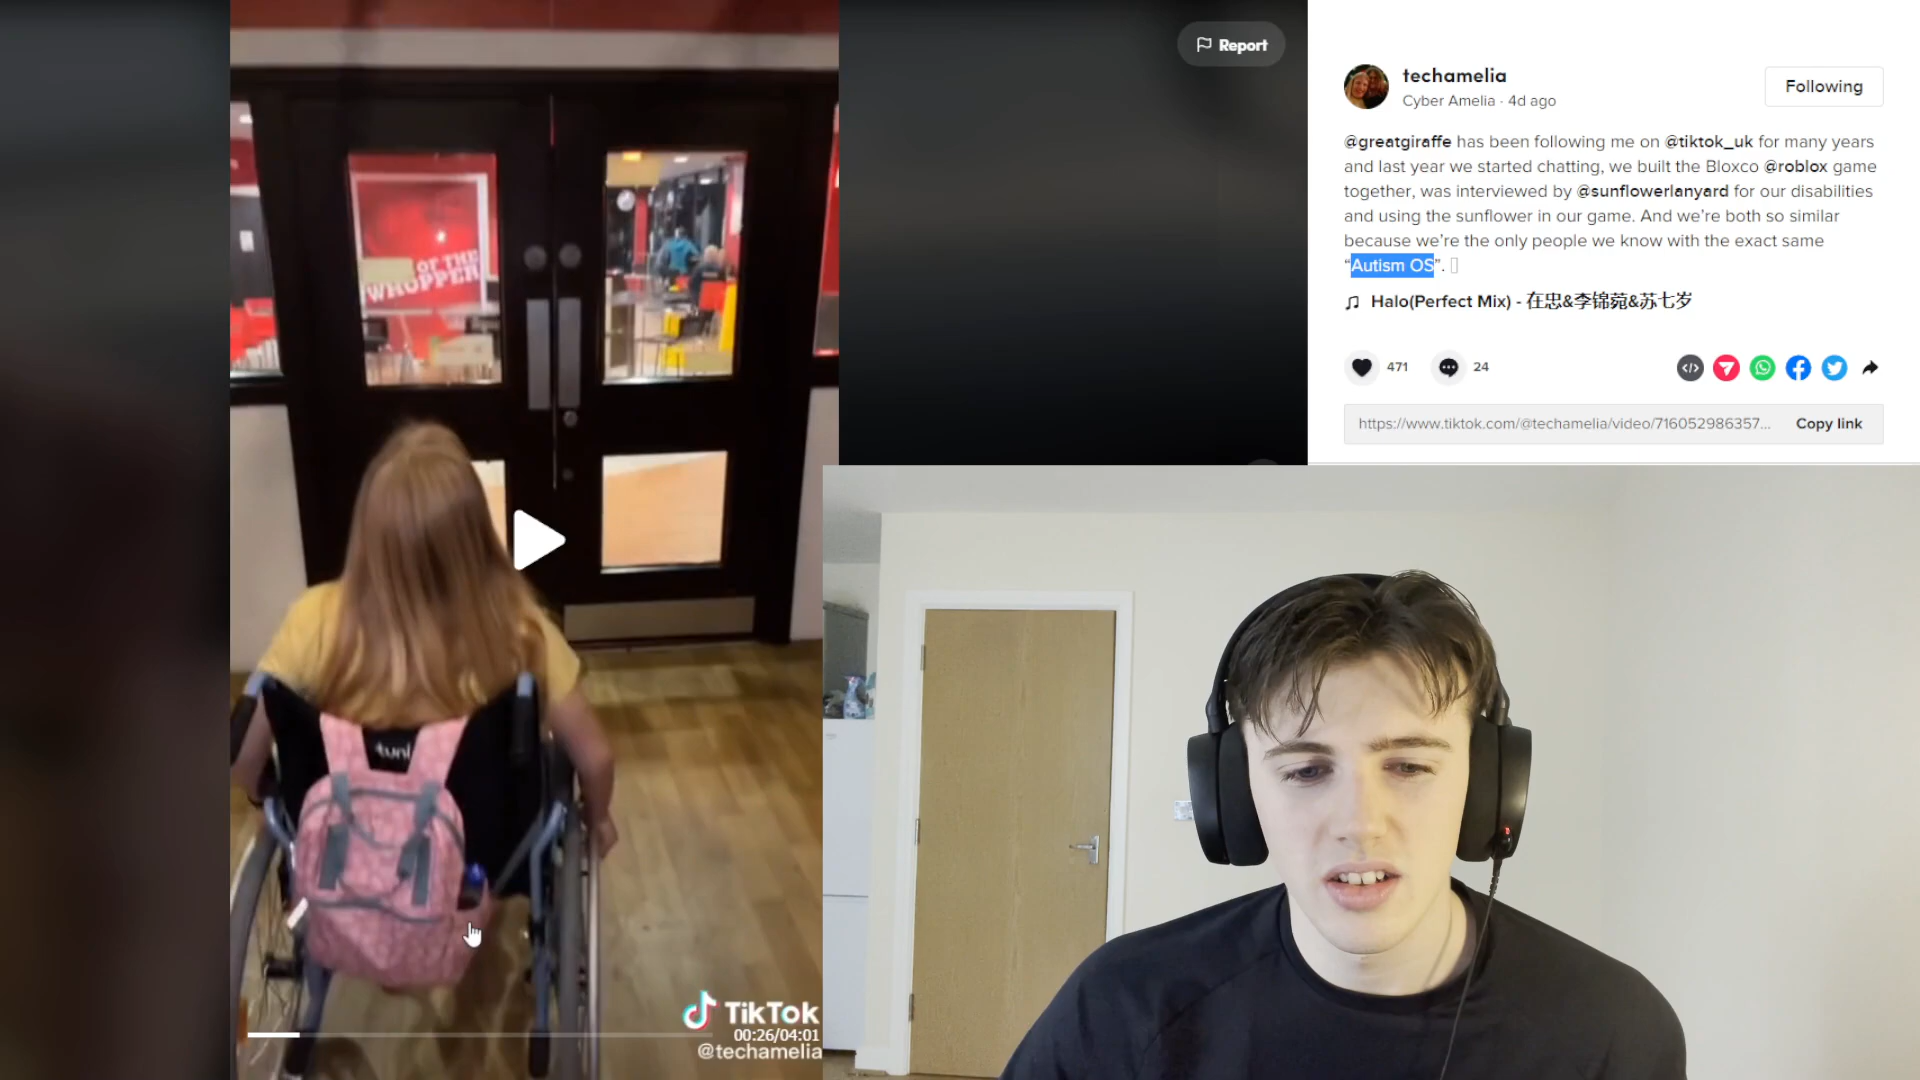 Report
techamelia
Cyber Amelia · 4d ago
Following
@greatgiraffe has been following me on @tiktok_uk for many years
and last year we started chatting, we built the Bloxco @roblox game
together, was interviewed by @sunflowerlanyard for our disabilities
and using the sunflower in our game. And we’re both so similar
because we’re the only people we know with the exact same
“Autism OS”.
Halo(Perfect Mix) - 在忠&李锦菀&苏七岁
471
24
https://www.tiktok.com/@techamelia/video/716052986357...
Copy link
OF THE
WHOPPER
TikTok
00:26/04:01
@techamelia